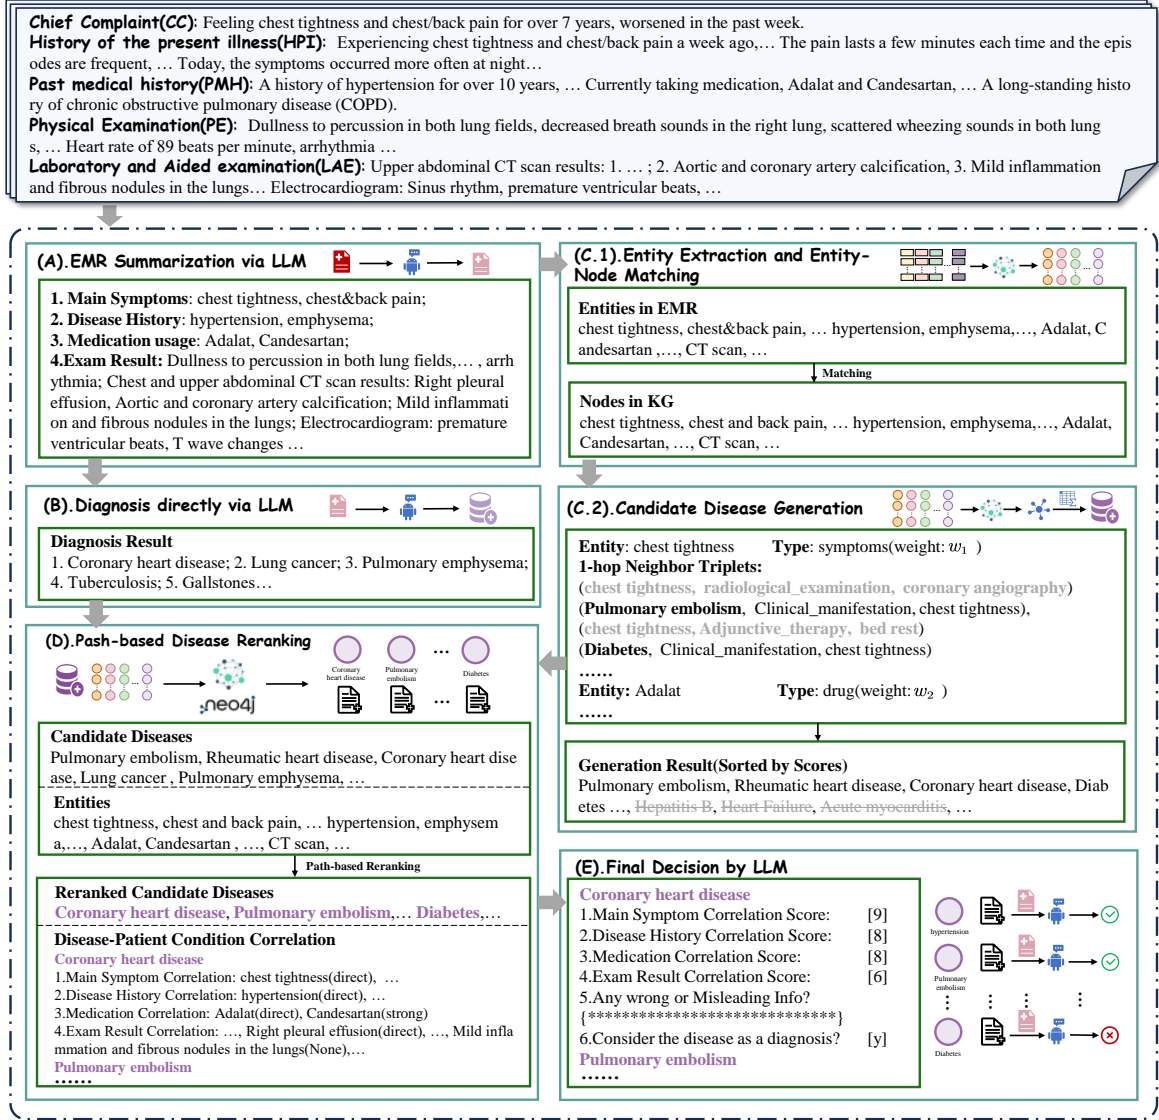 Chief Complaint(CC): Feeling chest tightness and chest/back pain for over 7 years, worsened in the past week.
History of the present illness(HPI): Experiencing chest tightness and chest/back pain a week ago,… The pain lasts a few minutes each time and the epis
odes are frequent, … Today, the symptoms occurred more often at night…
Past medical history(PMH): A history of hypertension for over 10 years, … Currently taking medication, Adalat and Candesartan, … A long-standing histo
ry of chronic obstructive pulmonary disease (COPD).
Physical Examination(PE): Dullness to percussion in both lung fields, decreased breath sounds in the right lung, scattered wheezing sounds in both lung
s, … Heart rate of 89 beats per minute, arrhythmia …
Laboratory and Aided examination(LAE): Upper abdominal CT scan results: 1. … ; 2. Aortic and coronary artery calcification, 3. Mild inflammation
and fibrous nodules in the lungs… Electrocardiogram: Sinus rhythm, premature ventricular beats, …
(A).EMR Summarization via LLM
1. Main Symptoms: chest tightness, chest&back pain;
2. Disease History: hypertension, emphysema;
3. Medication usage: Adalat, Candesartan;
4.Exam Result: Dullness to percussion in both lung fields,… , arrh
ythmia; Chest and upper abdominal CT scan results: Right pleural
effusion, Aortic and coronary artery calcification; Mild inflammati
on and fibrous nodules in the lungs; Electrocardiogram: premature
ventricular beats, T wave changes …
(C.1).Entity Extraction and Entity-
Node Matching
Entities in EMR
chest tightness, chest&back pain, … hypertension, emphysema,…, Adalat, C
andesartan ,…, CT scan, …
Matching
Nodes in KG
chest tightness, chest and back pain, … hypertension, emphysema,…, Adalat,
Candesartan, …, CT scan, …
(B).Diagnosis directly via LLM
Diagnosis Result
1. Coronary heart disease; 2. Lung cancer; 3. Pulmonary emphysema;
4. Tuberculosis; 5. Gallstones…
(C.2).Candidate Disease Generation
Entity: chest tightness Type: symptoms(weight: w1 )
1-hop Neighbor Triplets:
(chest tightness, radiological_examination, coronary angiography)
(Pulmonary embolism, Clinical_manifestation, chest tightness),
(chest tightness, Adjunctive_therapy, bed rest)
(Diabetes, Clinical_manifestation, chest tightness)
……
Entity: Adalat Type: drug(weight: w2 )
……
Generation Result(Sorted by Scores)
Pulmonary embolism, Rheumatic heart disease, Coronary heart disease, Diab
etes …, Hepatitis B, Heart Failure, Acute myocarditis, …
(D).Pash-based Disease Reranking
neo4j
Coronary
heart disease
Pulmonary
embolism
…
Diabetes
…
Candidate Diseases
Pulmonary embolism, Rheumatic heart disease, Coronary heart dise
ase, Lung cancer , Pulmonary emphysema, …
Entities
chest tightness, chest and back pain, … hypertension, emphysem
a,…, Adalat, Candesartan , …, CT scan, …
Path-based Reranking
Reranked Candidate Diseases
Coronary heart disease, Pulmonary embolism,… Diabetes,…
Disease-Patient Condition Correlation
Coronary heart disease
1.Main Symptom Correlation: chest tightness(direct), …
2.Disease History Correlation: hypertension(direct), …
3.Medication Correlation: Adalat(direct), Candesartan(strong)
4.Exam Result Correlation: …, Right pleural effusion(direct), …, Mild infla
mmation and fibrous nodules in the lungs(None),…
Pulmonary embolism
……
(E).Final Decision by LLM
Coronary heart disease
1.Main Symptom Correlation Score: [9]
2.Disease History Correlation Score: [8]
3.Medication Correlation Score: [8]
4.Exam Result Correlation Score: [6]
5.Any wrong or Misleading Info?
{*****************************}
6.Consider the disease as a diagnosis? [y]
Pulmonary embolism
……
hypertension
Pulmonary
embolism
Diabetes